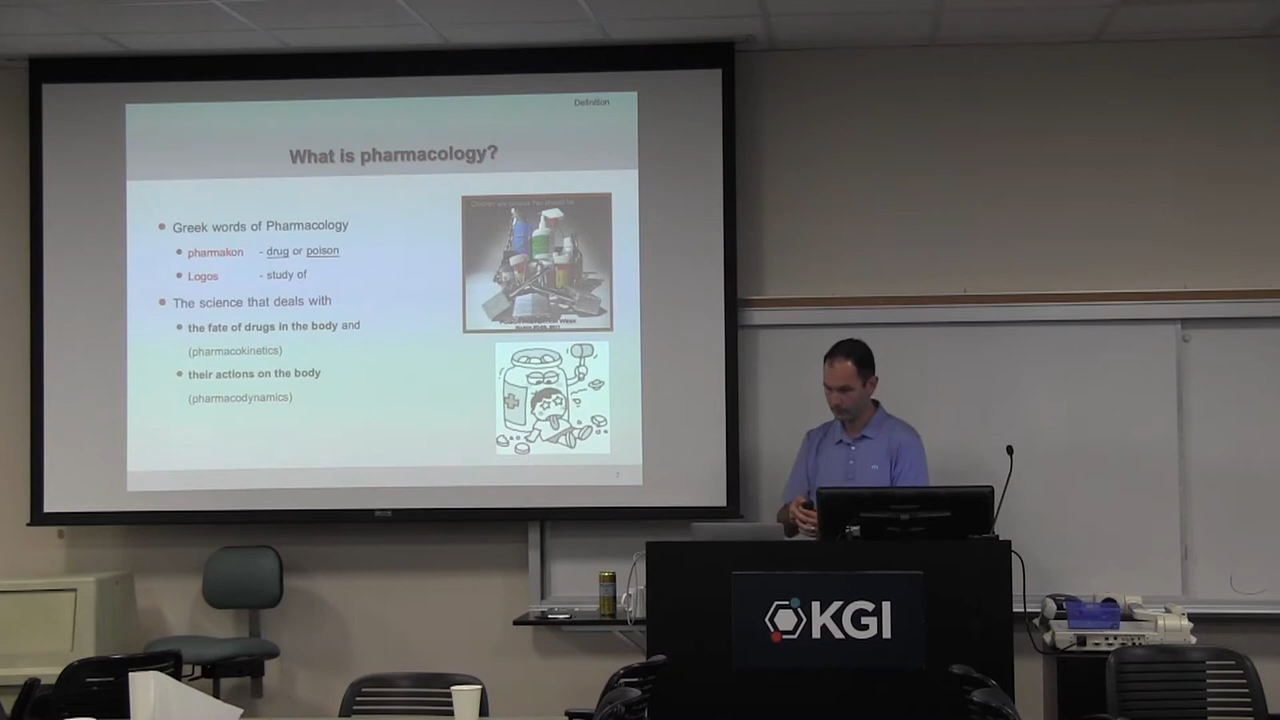 Definition
What is pharmacology?
• Greek words of Pharmacology
• pharmakon - drug or poison
• Logos - study of
• The science that deals with
• the fate of drugs in the body and
(pharmacokinetics)
• their actions on the body
(pharmacodynamics)
7
KGI